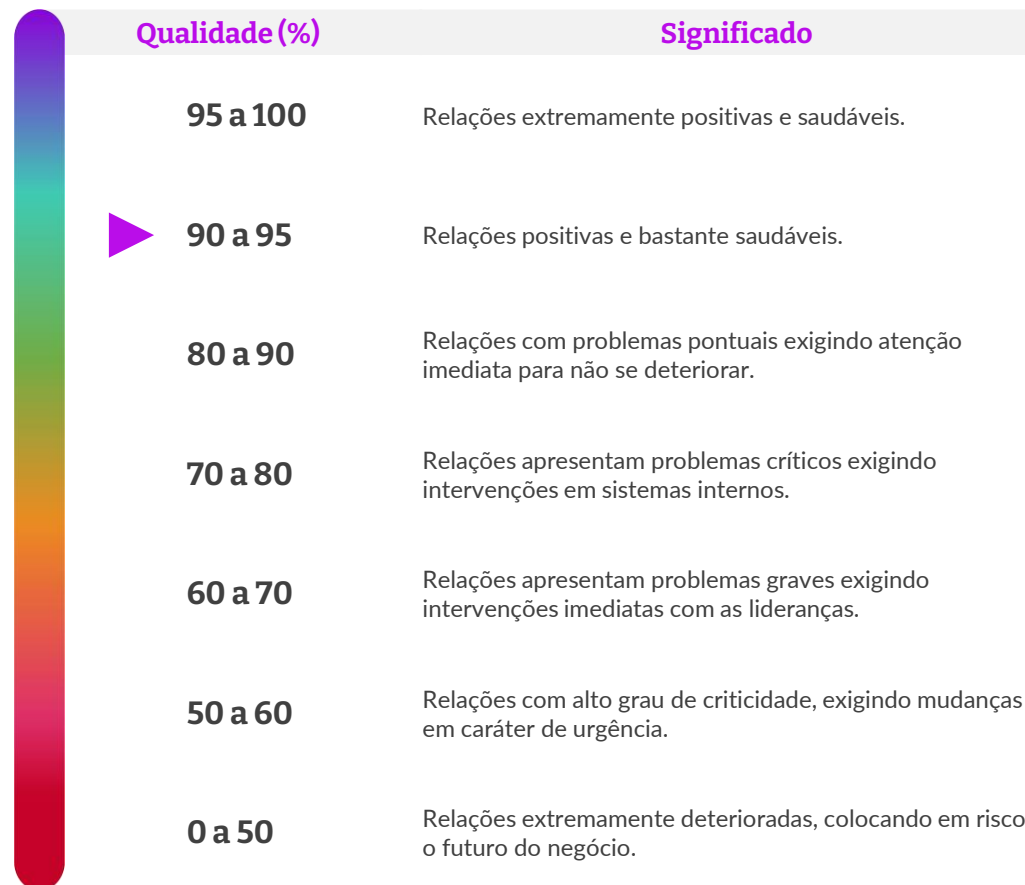 Qualidade (%) Significado
95 a 100 Relações extremamente positivas e saudáveis.
90 a 95 Relações positivas e bastante saudáveis.
80 a 90 Relações com problemas pontuais exigindo atenção
imediata para não se deteriorar.
70 a 80 Relações apresentam problemas críticos exigindo
intervenções em sistemas internos.
60 a 70 Relações apresentam problemas graves exigindo
intervenções imediatas com as lideranças.
50 a 60 Relações com alto grau de criticidade, exigindo mudanças
em caráter de urgência.
0 a 50 Relações extremamente deterioradas, colocando em risco
o futuro do negócio.